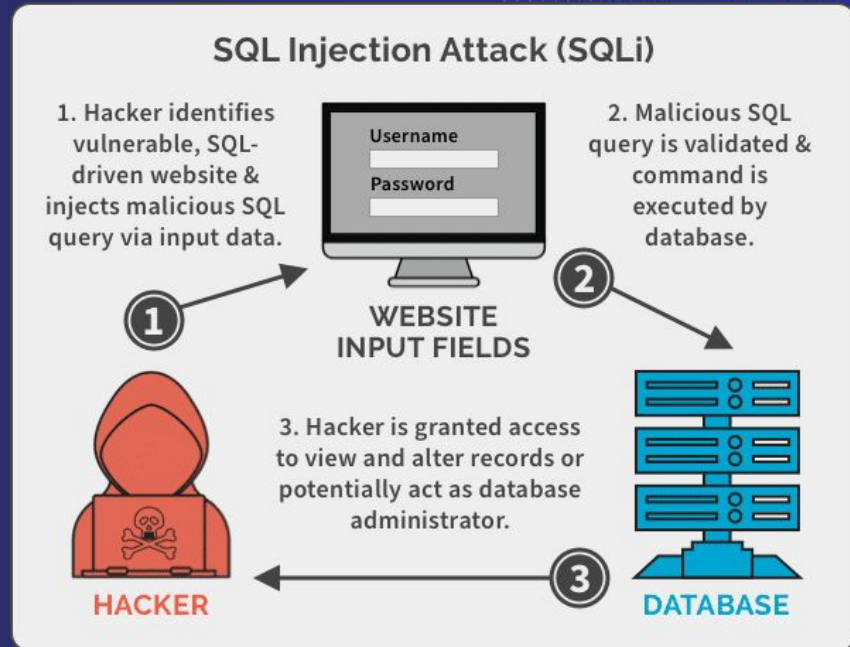 SQL Injection Attack (SQLi)
1. Hacker identifies
vulnerable, SQL-
driven website &
injects malicious SQL
query via input data.
Username
Password
2. Malicious SQL
query is validated &
command is
executed by
database.
1
2
WEBSITE
INPUT FIELDS
3. Hacker is granted access
to view and alter records or
potentially act as database
administrator.
3
HACKER
DATABASE